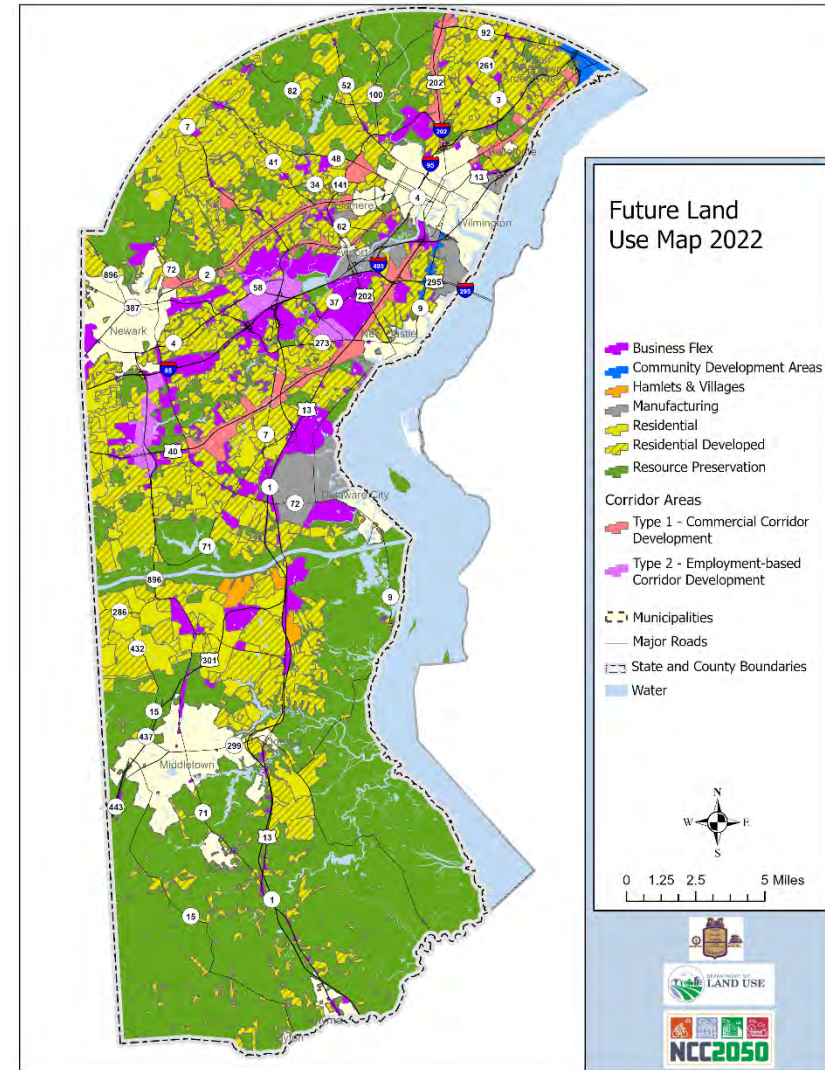 92
261
202
52
82
100
3
7
202
48
41
95
13
34
141
4
62
Wilmington
896
72
2
495
58
295
295
387
37
202
9
Newark
273
4
95
13
7
40
1
Delaware City
72
71
896
9
286
432
301
15
437
299
Middletown
443
71
13
1
15
Future Land
Use Map 2022
Business Flex
Community Development Areas
Hamlets & Villages
Manufacturing
Residential
Residential Developed
Resource Preservation
Corridor Areas
Type 1 - Commercial Corridor
Development
Type 2 - Employment-based
Corridor Development
Municipalities
Major Roads
State and County Boundaries
Water
N
W E
S
0 1.25 2.5 5 Miles
DEPARTMENT OF
LAND USE
NCC2050